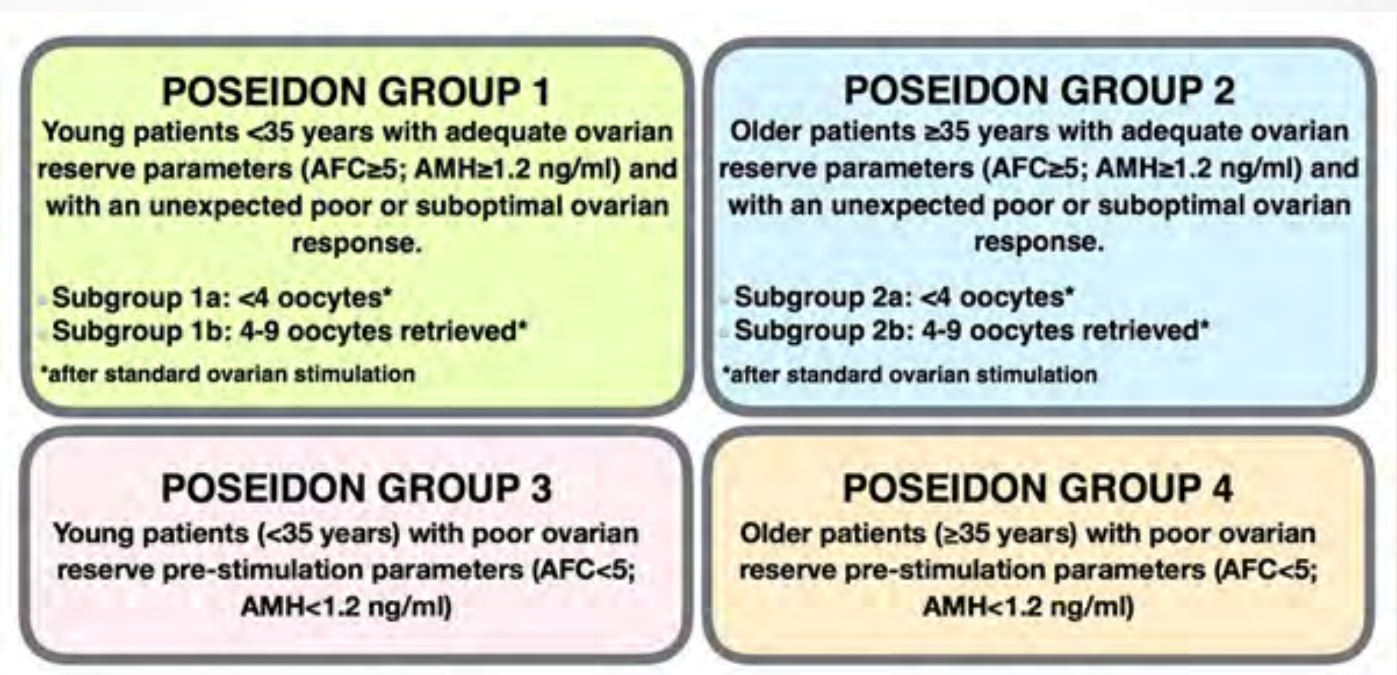 POSEIDON GROUP 1
Young patients <35 years with adequate ovarian
reserve parameters (AFC≥5; AMH≥1.2 ng/ml) and
with an unexpected poor or suboptimal ovarian
response.
Subgroup 1a: <4 oocytes*
Subgroup 1b: 4-9 oocytes retrieved*
*after standard ovarian stimulation
POSEIDON GROUP 2
Older patients ≥35 years with adequate ovarian
reserve parameters (AFC≥5; AMH≥1.2 ng/ml) and
with an unexpected poor or suboptimal ovarian
response.
Subgroup 2a: <4 oocytes*
Subgroup 2b: 4-9 oocytes retrieved*
*after standard ovarian stimulation
POSEIDON GROUP 3
Young patients (<35 years) with poor ovarian
reserve pre-stimulation parameters (AFC<5;
AMH<1.2 ng/ml)
POSEIDON GROUP 4
Older patients (≥35 years) with poor ovarian
reserve pre-stimulation parameters (AFC<5;
AMH<1.2 ng/ml)